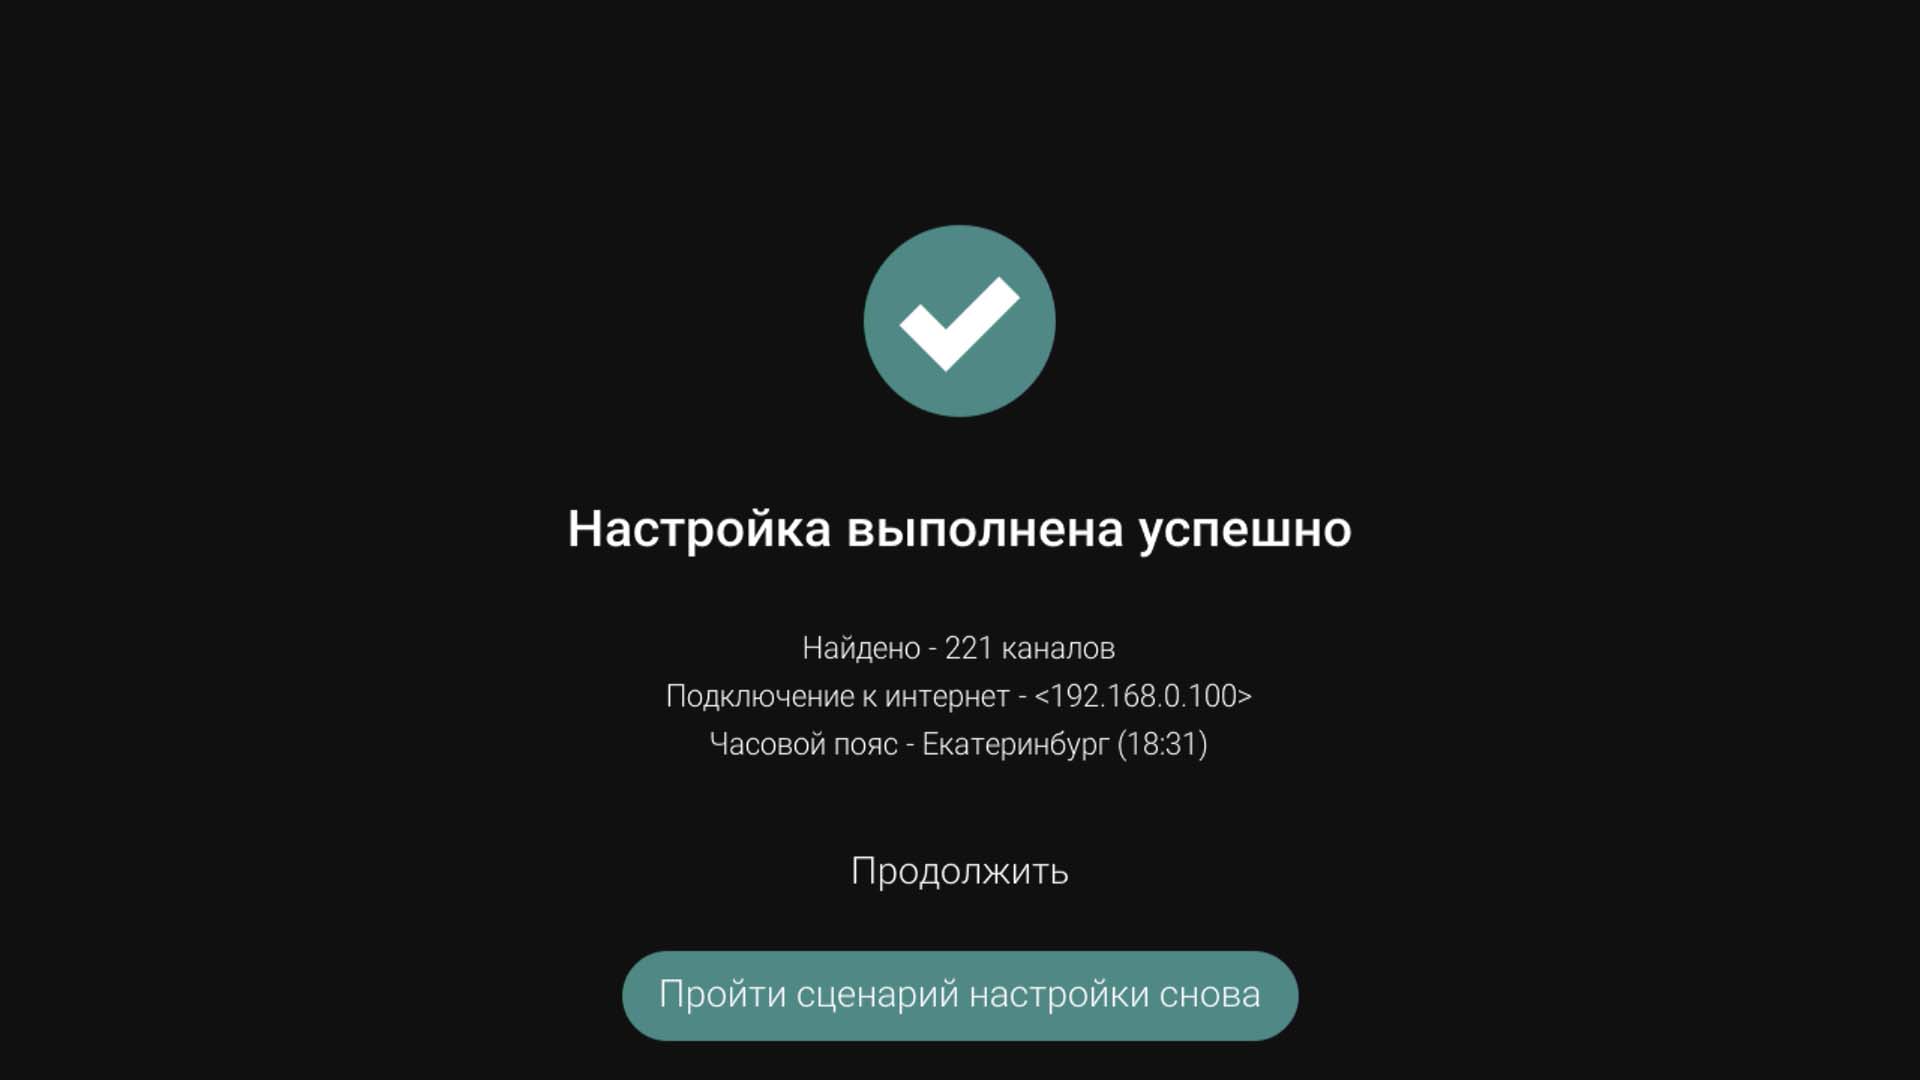 Настройка выполнена успешно
Найдено - 221 каналов
Подключение к интернет - <192.168.0.100>
Часовой пояс - Екатеринбург (18:31)
Продолжить
Пройти сценарий настройки снова